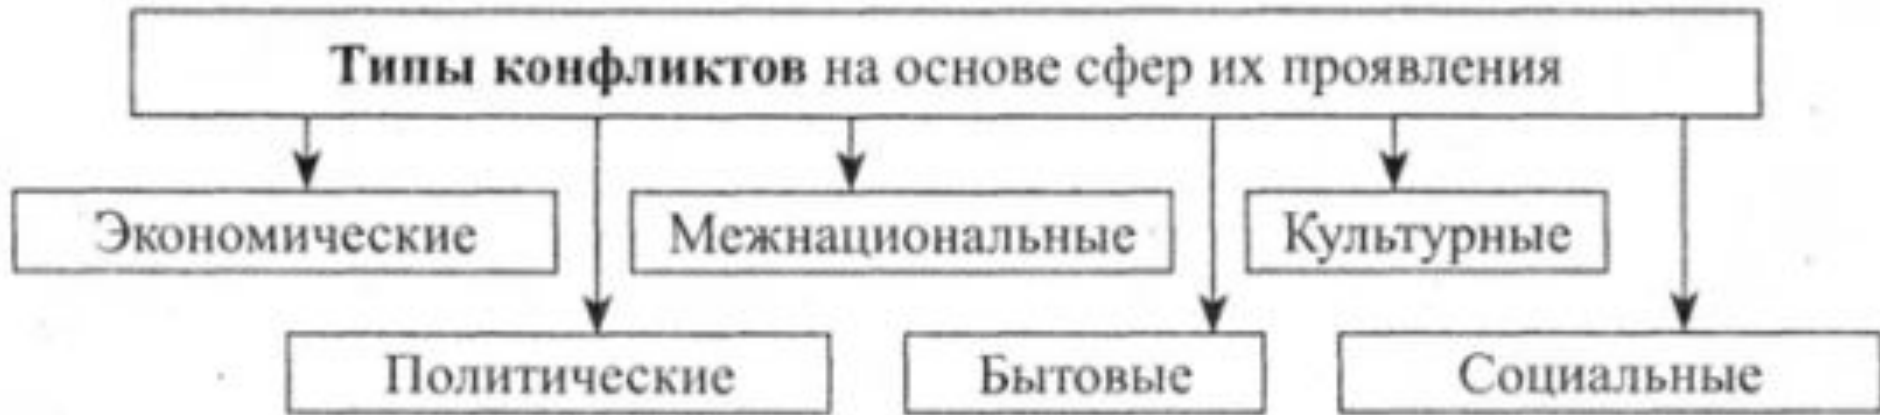 Типы конфликтов на основе сфер их проявления
Экономические
Межнациональные
Культурные
Политические
Бытовые
Социальные